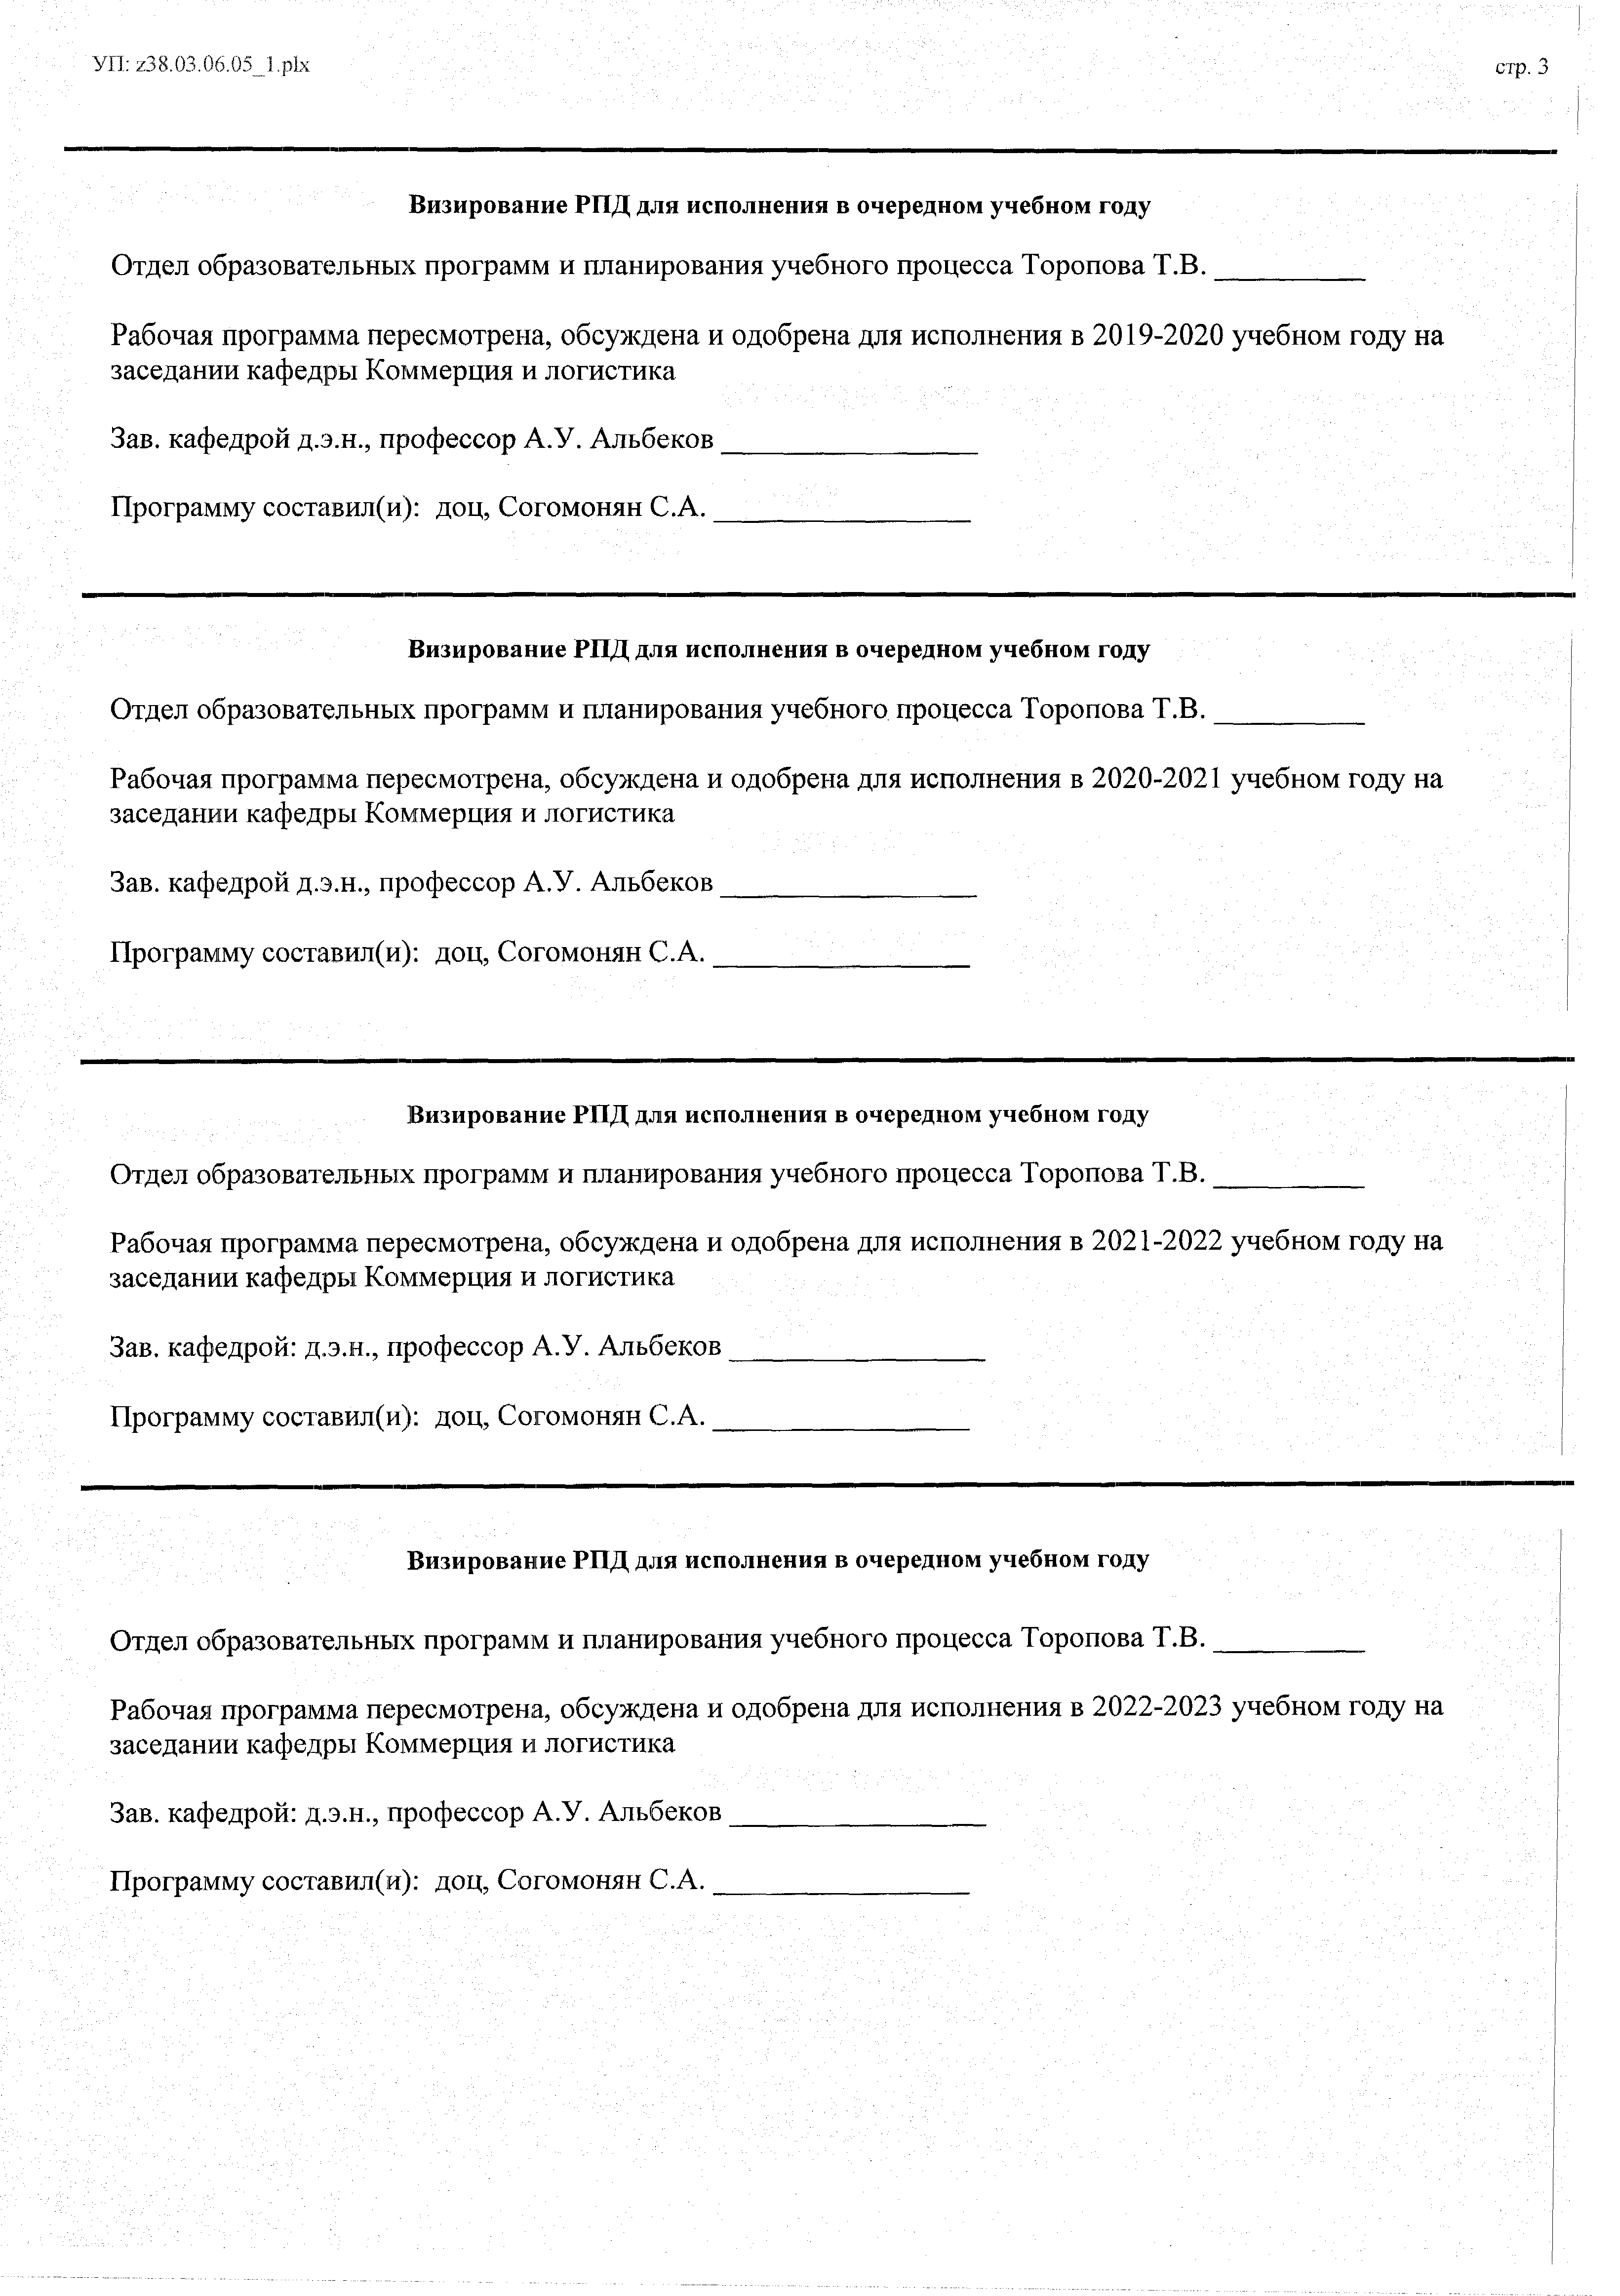 УП: z38.03.06.05_1.plx
стр. 3
Визирование РПД для исполнения в очередном учебном году
Отдел образовательных программ и планирования учебного процесса Торопова Т.В. __________
Рабочая программа пересмотрена, обсуждена и одобрена для исполнения в 2019-2020 учебном году на
заседании кафедры Коммерция и логистика
Зав. кафедрой д.э.н., профессор А.У. Альбеков _________________
Программу составил(и): доц, Согомонян С.А. _________________
Визирование РПД для исполнения в очередном учебном году
Отдел образовательных программ и планирования учебного процесса Торопова Т.В. __________
Рабочая программа пересмотрена, обсуждена и одобрена для исполнения в 2020-2021 учебном году на
заседании кафедры Коммерция и логистика
Зав. кафедрой д.э.н., профессор А.У. Альбеков _________________
Программу составил(и): доц, Согомонян С.А. _________________
Визирование РПД для исполнения в очередном учебном году
Отдел образовательных программ и планирования учебного процесса Торопова Т.В. __________
Рабочая программа пересмотрена, обсуждена и одобрена для исполнения в 2021-2022 учебном году на
заседании кафедры Коммерция и логистика
Зав. кафедрой: д.э.н., профессор А.У. Альбеков _________________
Программу составил(и): доц, Согомонян С.А. _________________
Визирование РПД для исполнения в очередном учебном году
Отдел образовательных программ и планирования учебного процесса Торопова Т.В. __________
Рабочая программа пересмотрена, обсуждена и одобрена для исполнения в 2022-2023 учебном году на
заседании кафедры Коммерция и логистика
Зав. кафедрой: д.э.н., профессор А.У. Альбеков _________________
Программу составил(и): доц, Согомонян С.А. _________________